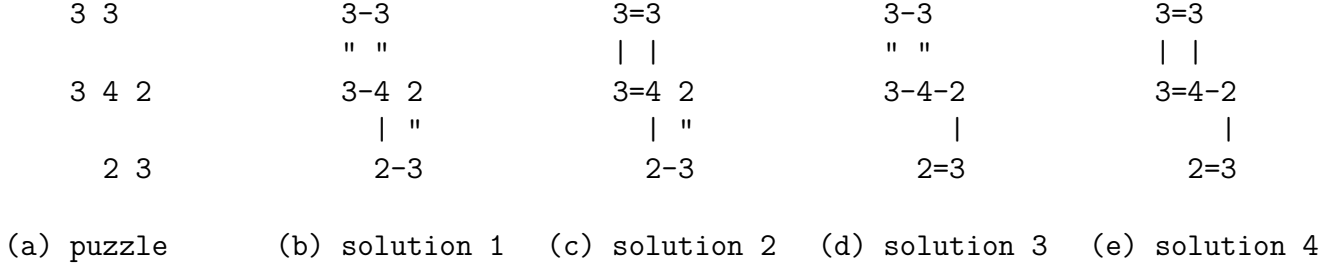 3 3        3-3        3=3        3-3        3=3
           " "        | |        " "        | |
3 4 2      3-4 2      3=4 2      3-4-2      3=4-2
             | "        | "          |          |
  2 3        2-3        2-3        2=3        2=3
(a) puzzle (b) solution 1 (c) solution 2 (d) solution 3 (e) solution 4